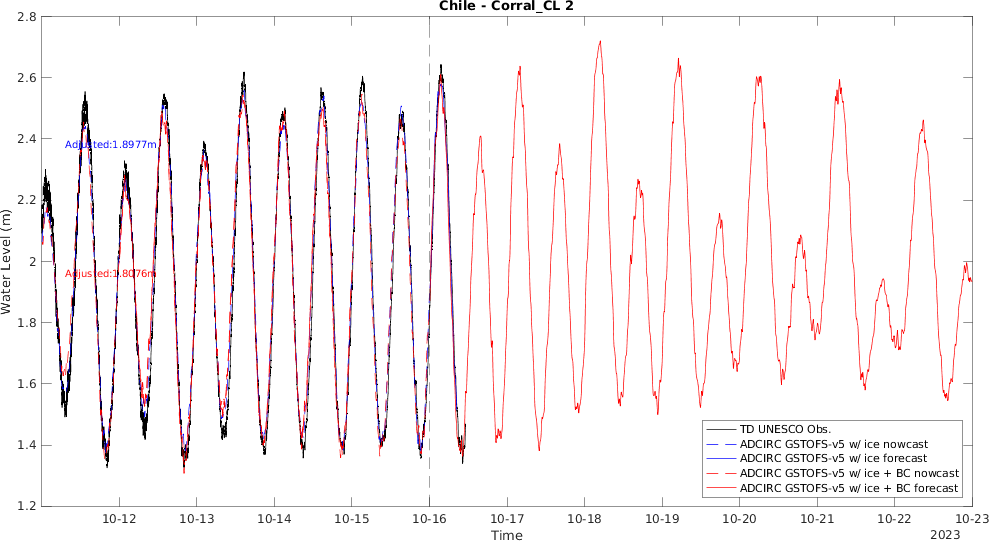 Chile - Corral_CL 2
2.8
2.6
2.4
2.2
2
1.8
1.6
1.4
1.2
Water Level (m)
Adjusted:1.8977m
Adjusted:1.8076m
TD UNESCO Obs.
ADCIRC GSTOFS-v5 w/ ice nowcast
ADCIRC GSTOFS-v5 w/ ice forecast
ADCIRC GSTOFS-v5 w/ ice + BC nowcast
ADCIRC GSTOFS-v5 w/ ice + BC forecast
10-12 10-13 10-14 10-15 10-16 10-17 10-18 10-19 10-20 10-21 10-22 10-23
Time
2023